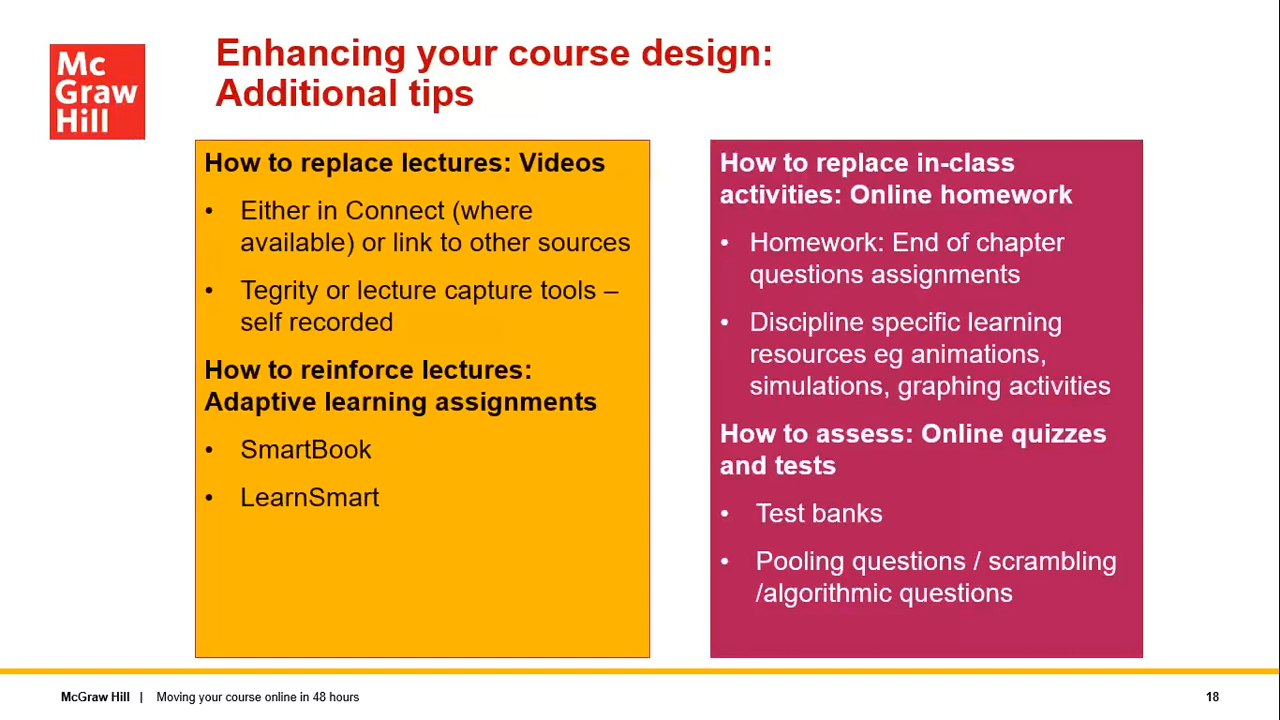 Mc
Graw
Hill
Enhancing your course design:
Additional tips
How to replace lectures: Videos
• Either in Connect (where
available) or link to other sources
• Tegrity or lecture capture tools –
self recorded
How to reinforce lectures:
Adaptive learning assignments
• SmartBook
• LearnSmart
How to replace in-class
activities: Online homework
• Homework: End of chapter
questions assignments
• Discipline specific learning
resources eg animations,
simulations, graphing activities
How to assess: Online quizzes
and tests
• Test banks
• Pooling questions / scrambling
/algorithmic questions
McGraw Hill | Moving your course online in 48 hours
18